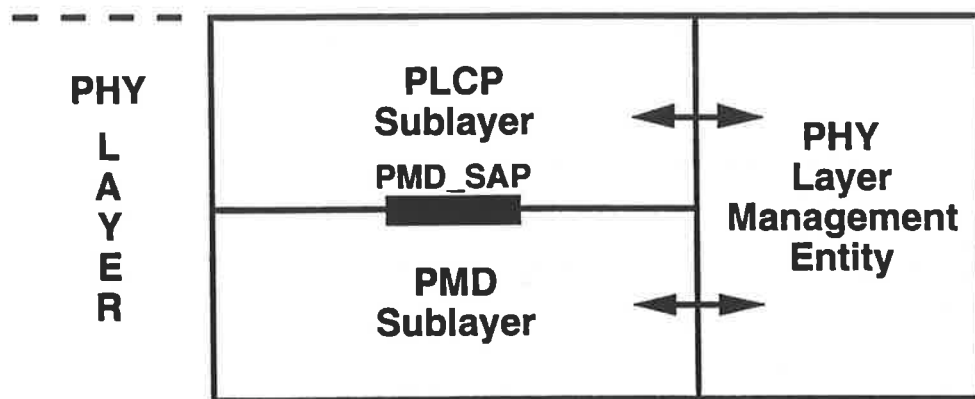 PHY
L
A
Y
E
R
PLCP
Sublayer
PMD_SAP
PMD
Sublayer
PHY
Layer
Management
Entity